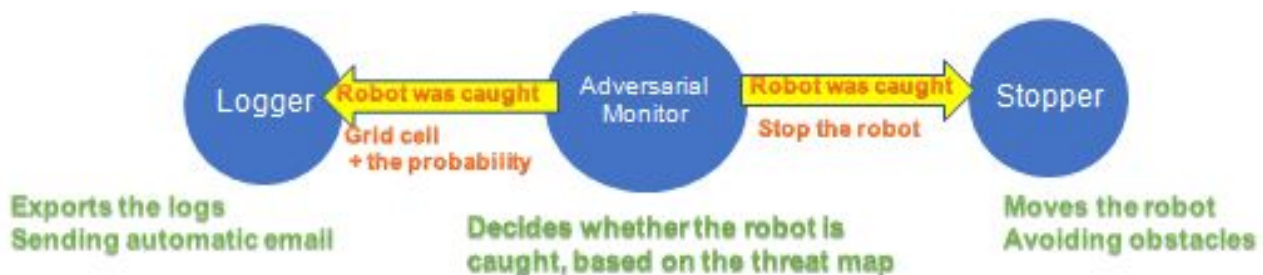 Logger
Robot was caught
Grid cell
+ the probability
Exports the logs
Sending automatic email
Adversarial
Monitor
Decides whether the robot is
caught, based on the threat map
Robot was caught
Stop the robot
Stopper
Moves the robot
Avoiding obstacles